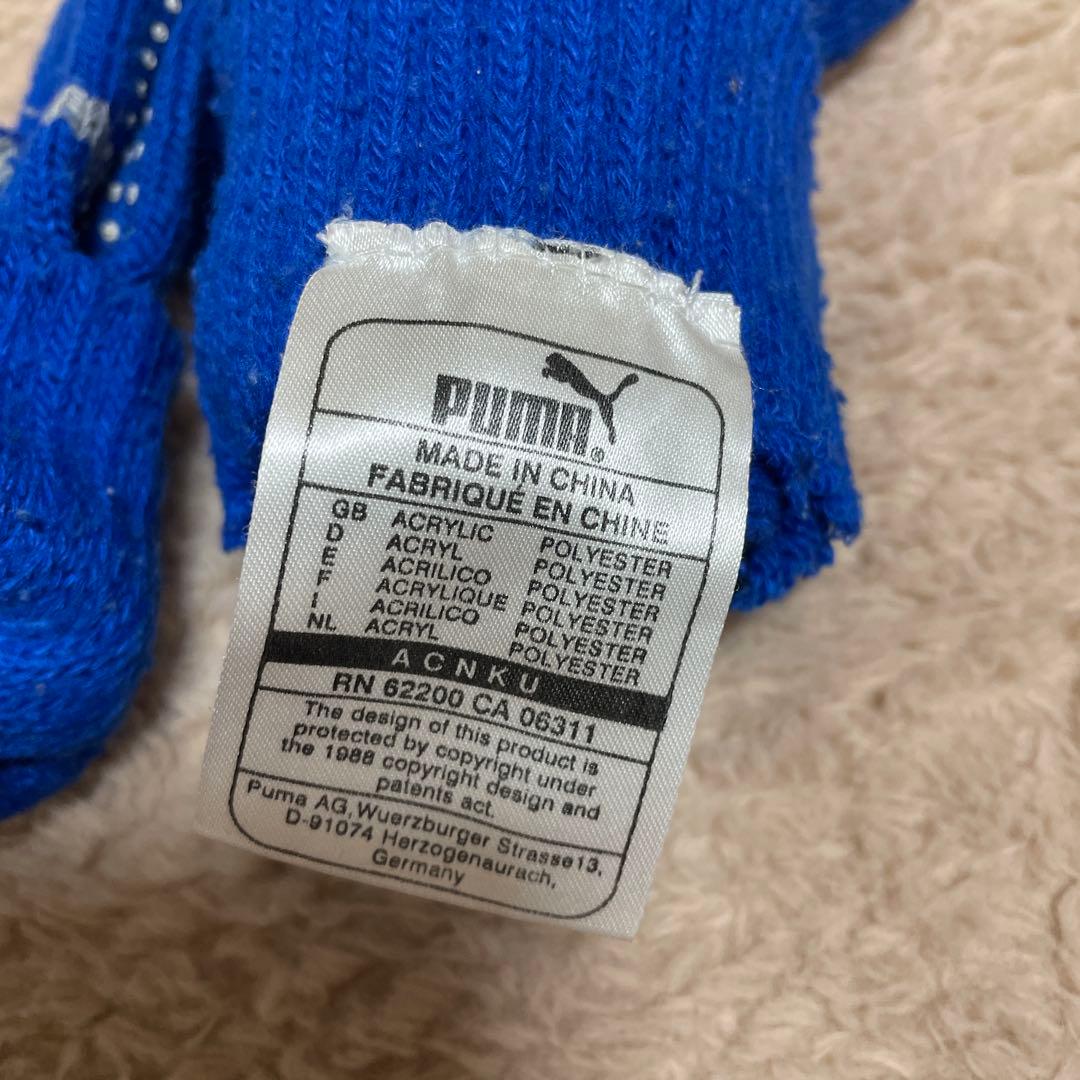 PUMA®
MADE IN CHINA
FABRIQUÉ EN CHINE
GB ACRYLIC POLYESTER
D ACRYL POLYESTER
E ACRILICO POLYESTER
F ACRYLIQUE POLYESTER
I ACRILICO POLYESTER
NL ACRYL POLYESTER
ACNKU
RN 62200 CA 06311
The design of this product is
protected by copyright under
the 1988 copyright design and
patents act.
Puma AG, Wuerzburger Strasse13,
D-91074 Herzogenaurach,
Germany